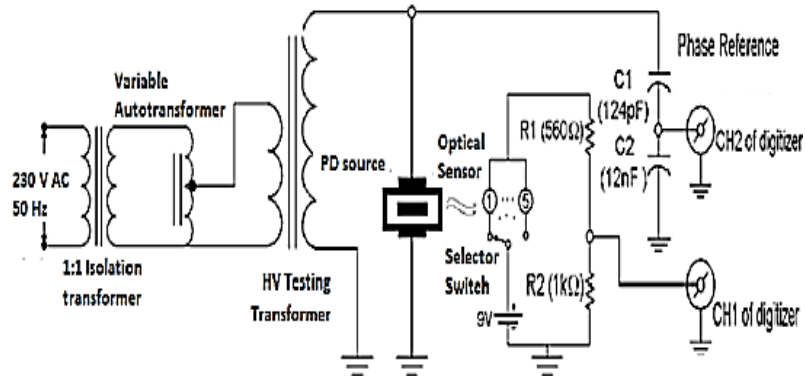 Phase Reference
Variable
Autotransformer
C1
(124pF)
Optical
Sensor
R1 (560Ω)
C2
(12nF)
CH2 of digitizer
PD source
230 V AC
50 Hz
1 ... 5
1:1 Isolation
transformer
HV Testing
Transformer
Selector
Switch
R2 (1kΩ)
9V
CH1 of digitizer